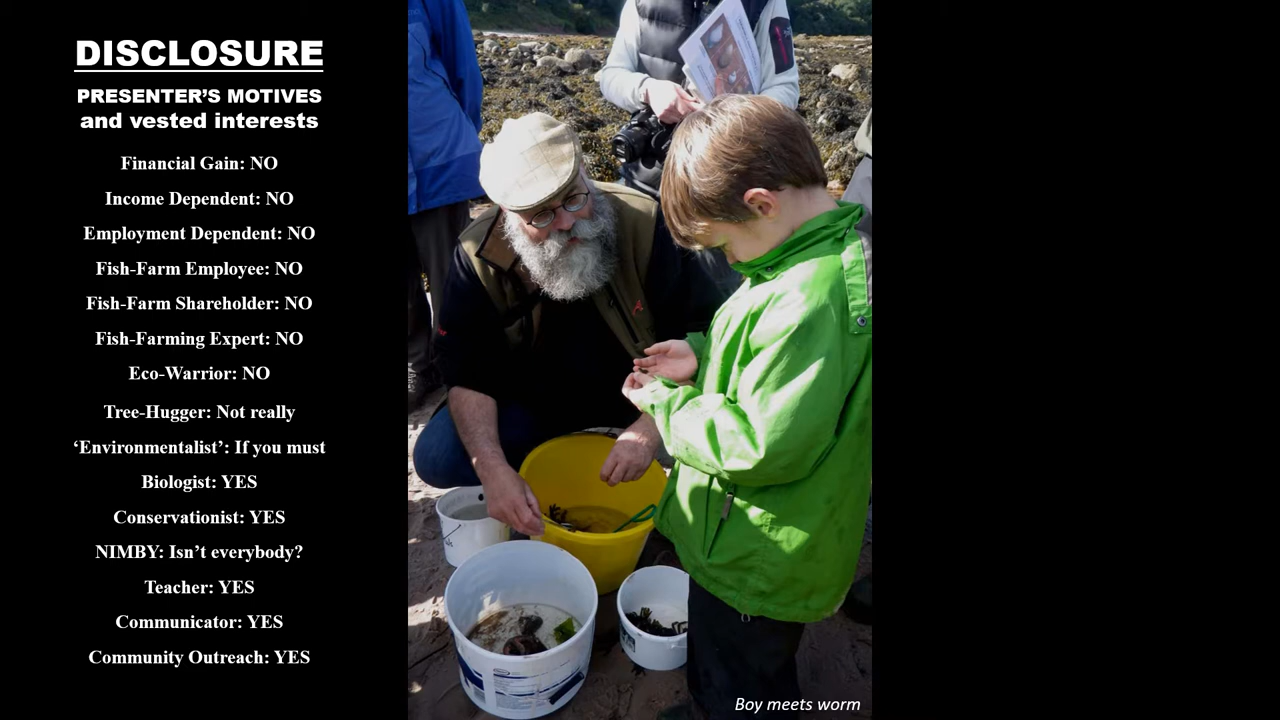 DISCLOSURE
PRESENTER’S MOTIVES
and vested interests
Financial Gain: NO
Income Dependent: NO
Employment Dependent: NO
Fish-Farm Employee: NO
Fish-Farm Shareholder: NO
Fish-Farming Expert: NO
Eco-Warrior: NO
Tree-Hugger: Not really
‘Environmentalist’: If you must
Biologist: YES
Conservationist: YES
NIMBY: Isn’t everybody?
Teacher: YES
Communicator: YES
Community Outreach: YES
Boy meets worm